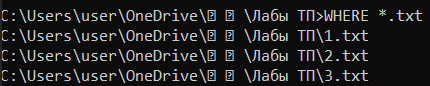 C:\Users\user\OneDrive\⍰ ⍰ \Лабы ТП>WHERE *.txt
C:\Users\user\OneDrive\⍰ ⍰ \Лабы ТП\1.txt
C:\Users\user\OneDrive\⍰ ⍰ \Лабы ТП\2.txt
C:\Users\user\OneDrive\⍰ ⍰ \Лабы ТП\3.txt